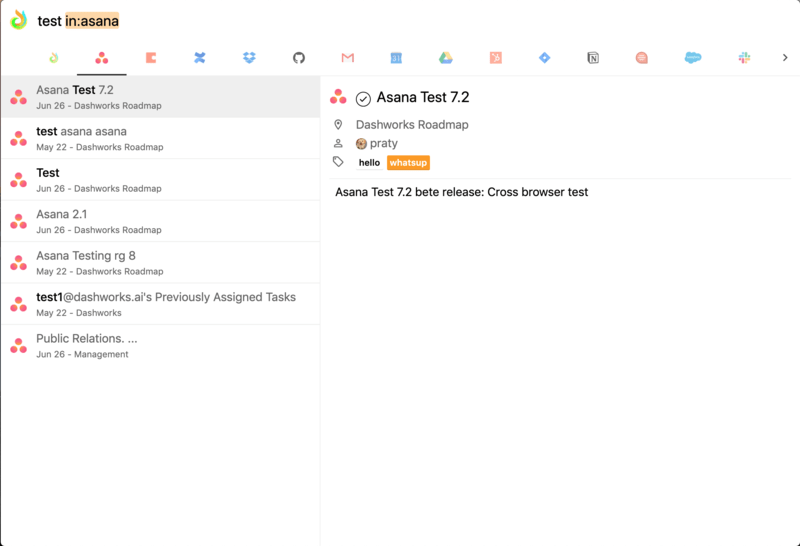 test in:asana
Asana Test 7.2
Jun 26 - Dashworks Roadmap
test asana asana
May 22 - Dashworks Roadmap
Test
Jun 26 - Dashworks Roadmap
Asana 2.1
Jun 26 - Dashworks Roadmap
Asana Testing rg 8
May 22 - Dashworks Roadmap
test1@dashworks.ai's Previously Assigned Tasks
May 22 - Dashworks
Public Relations. ...
Jun 26 - Management
Asana Test 7.2
Dashworks Roadmap
praty
hello whatsup
Asana Test 7.2 bete release: Cross browser test